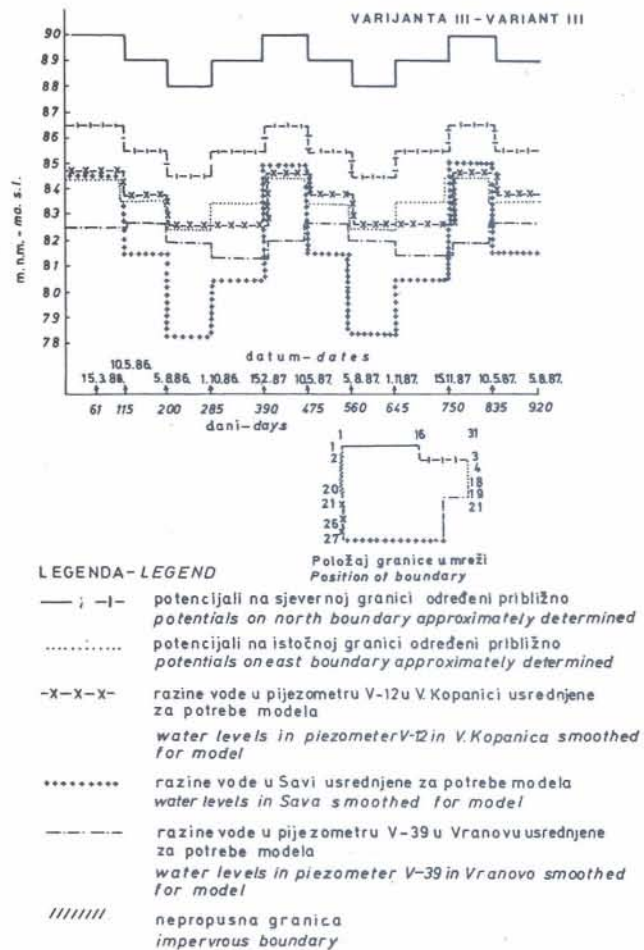 VARIJANTA III – VARIANT III
90
89
88
87
86
85
84
83
82
81
80
79
78
m.n.m. - ma. s.l.
datum - dates
15.3.86. 10.5.86. 5.8.86. 1.10.86. 15.2.87 10.5.87. 5.8.87. 1.11.87. 15.11.87 10.5.87. 5.8.87.
61 115 200 285 390 475 560 645 750 835 920
dani - days
1 16 31
1
2
3
4
18
19
20
21
21
26
27
Položaj granice u mreži
Position of boundary
LEGENDA - LEGEND
potencijali na sjevernoj granici određeni približno
potentials on north boundary approximately determined
potencijali na istočnoj granici određeni približno
potentials on east boundary approximately determined
razine vode u pijezometru V-12 u V. Kopanici usrednjene
za potrebe modela
water levels in piezometer V-12 in V. Kopanica smoothed
for model
razine vode u Savi usrednjene za potrebe modela
water levels in Sava smoothed for model
razine vode u pijezometru V-39 u Vranovu usrednjene
za potrebe modela
water levels in piezometer V-39 in Vranovo smoothed
for model
nepropusna granica
impervrous boundary